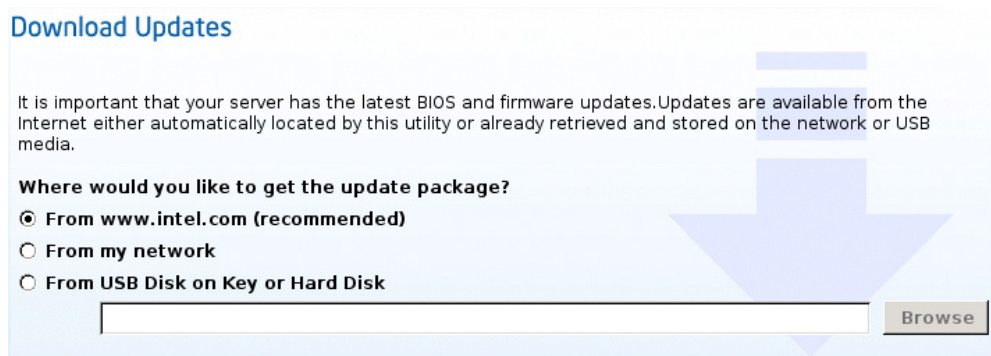 Download Updates
It is important that your server has the latest BIOS and firmware updates.Updates are available from the
Internet either automatically located by this utility or already retrieved and stored on the network or USB
media.
Where would you like to get the update package?
From www.intel.com (recommended)
From my network
From USB Disk on Key or Hard Disk
Browse